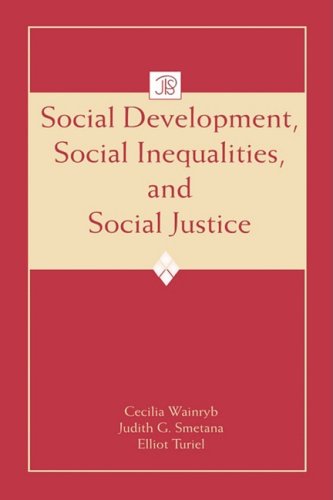 JPS
Social Development,
Social Inequalities,
and
Social Justice
Cecilia Wainryb
Judith G. Smetana
Elliot Turiel